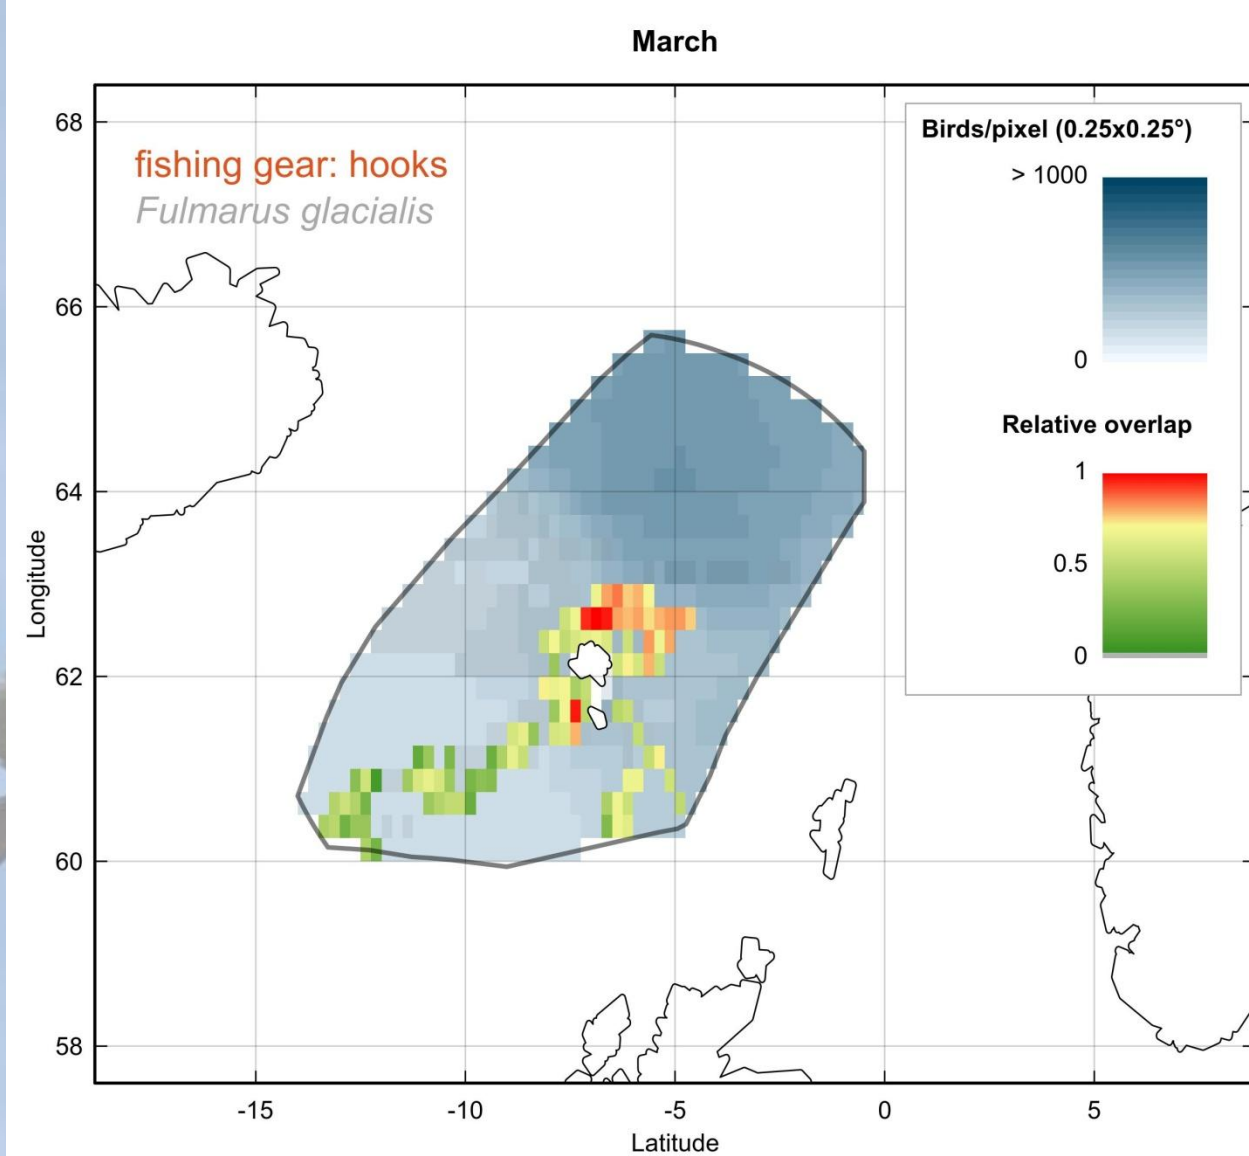 March
fishing gear: hooks
Fulmarus glacialis
Birds/pixel (0.25x0.25°)
> 1000
0
Relative overlap
1
0.5
0
68
66
64
62
60
58
Longitude
-15
-10
-5
0
5
Latitude